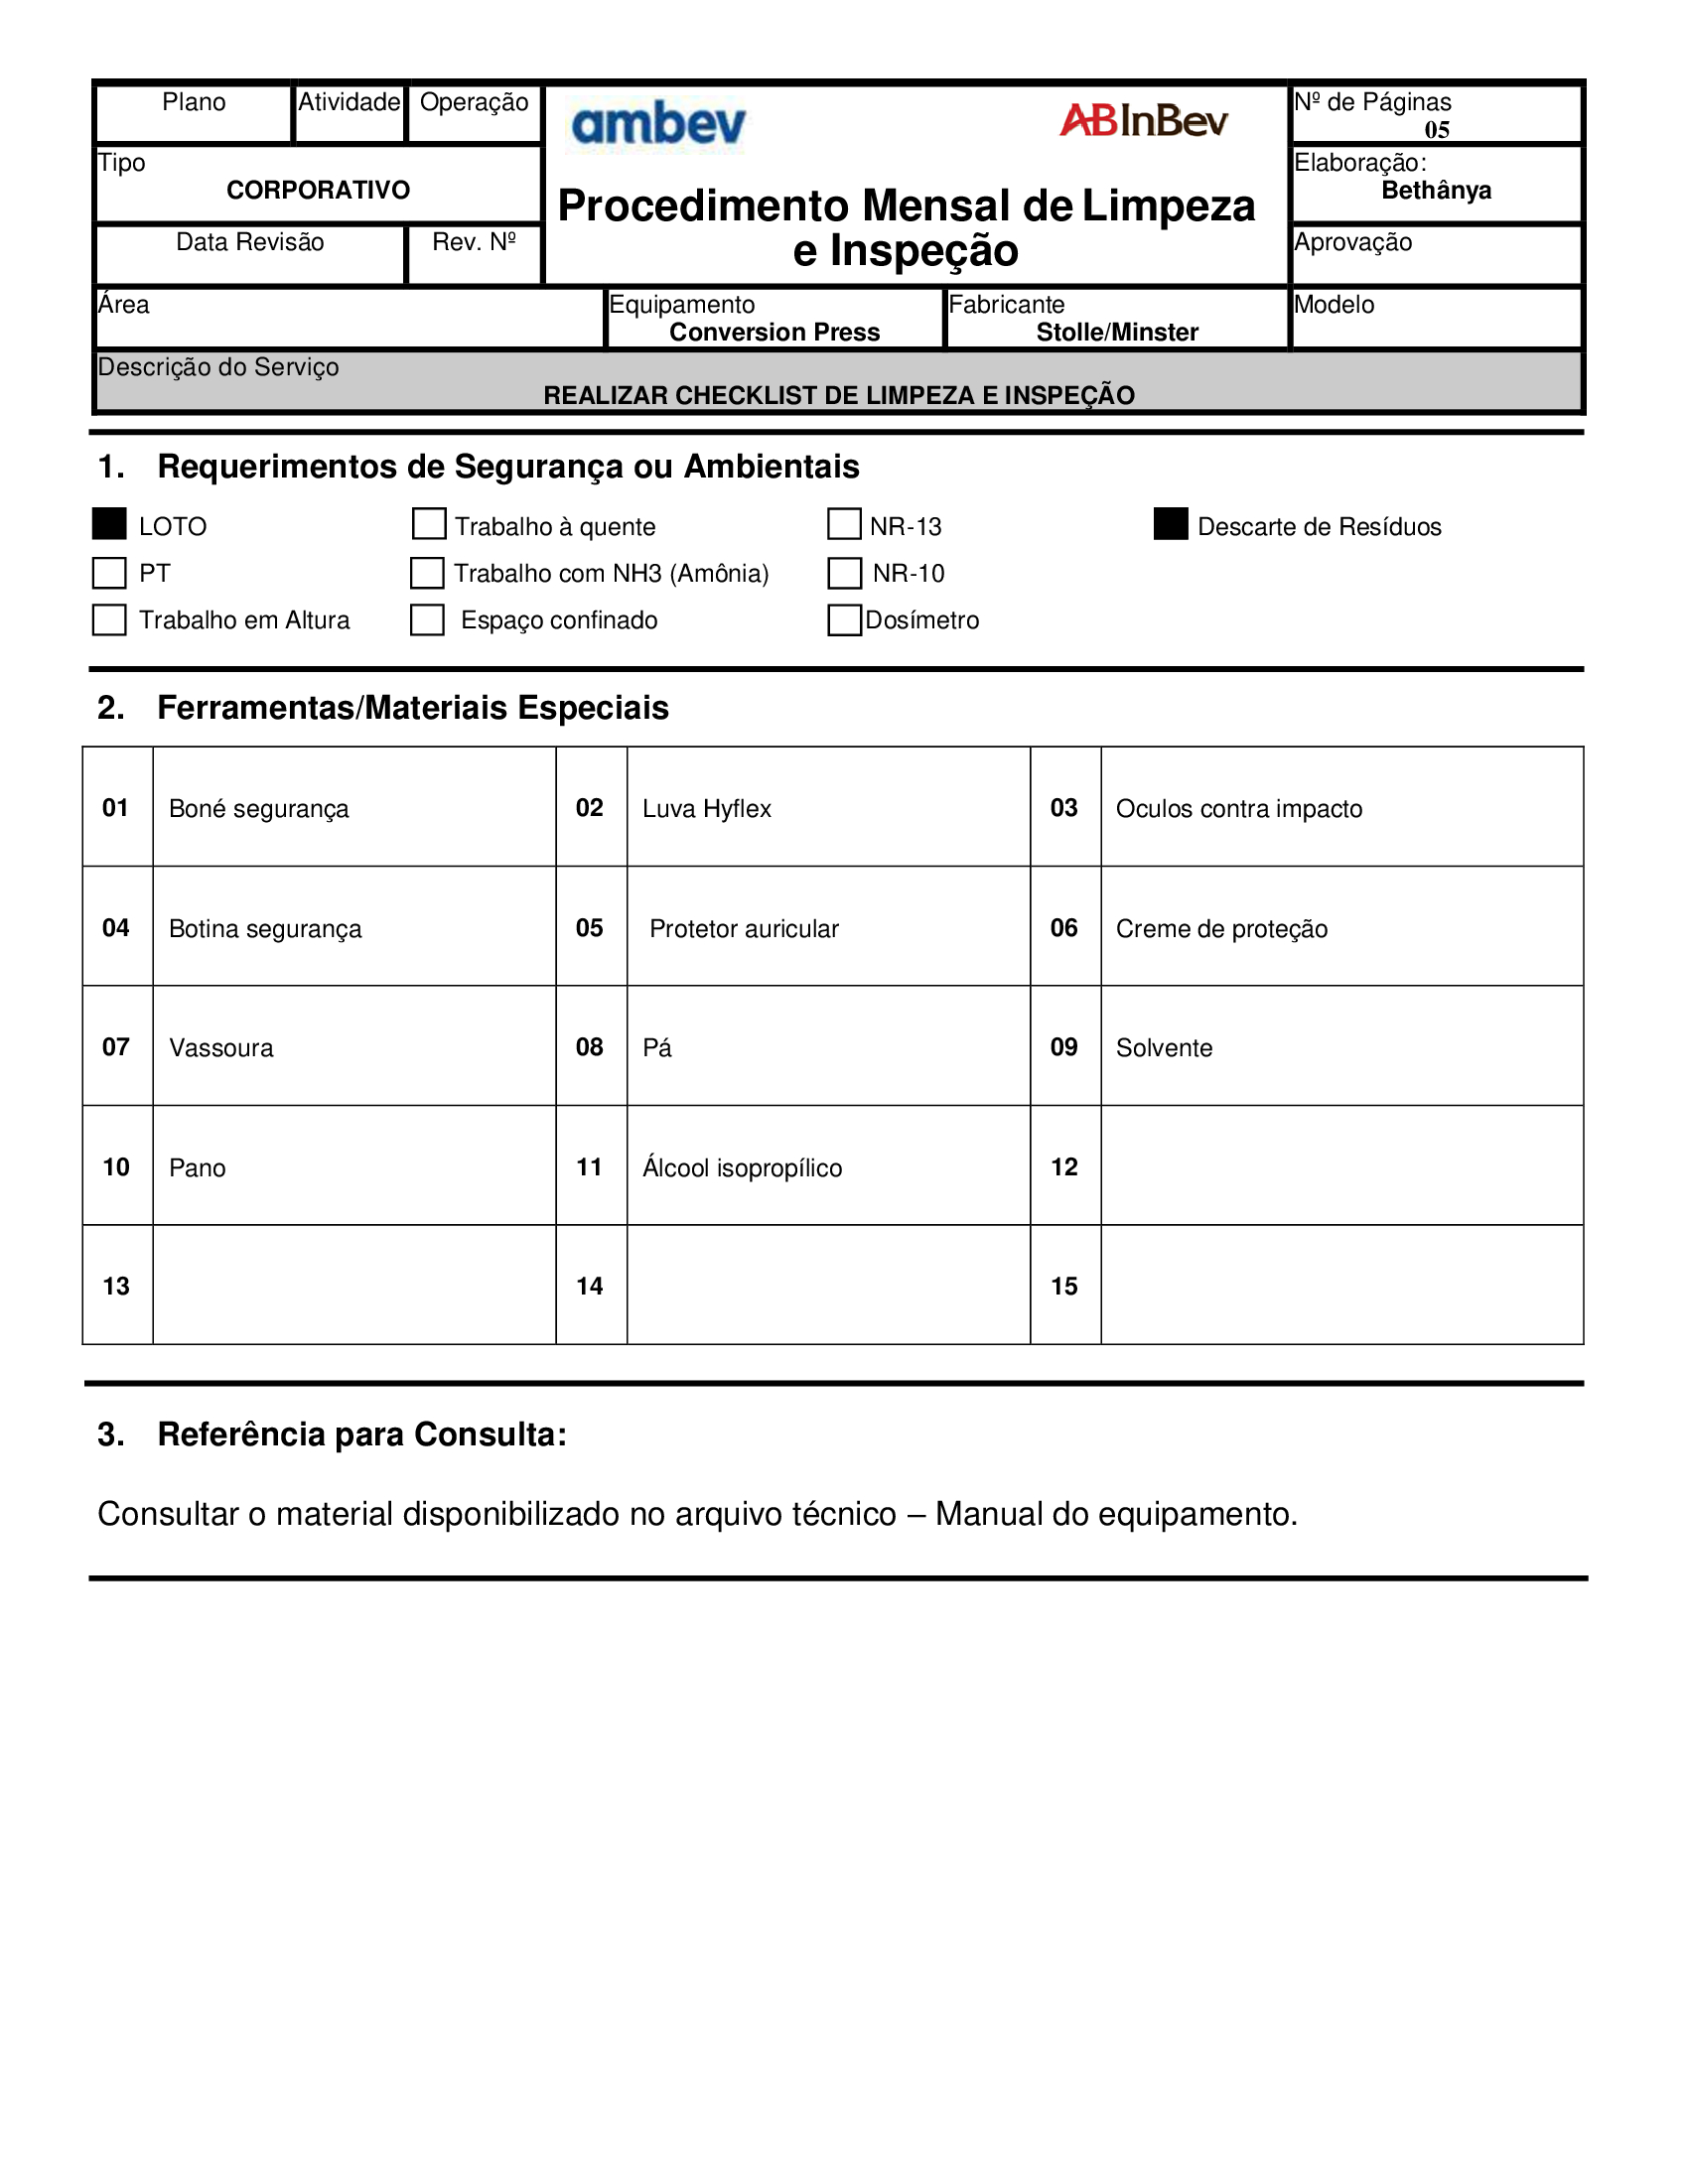 Plano Atividade Operação
ambev
ABInBev
Nº de Páginas
05
Tipo
CORPORATIVO
Procedimento Mensal de Limpeza
e Inspeção
Elaboração:
Bethânya
Data Revisão Rev. Nº
Aprovação
Área
Equipamento
Conversion Press
Fabricante
Stolle/Minster
Modelo
Descrição do Serviço
REALIZAR CHECKLIST DE LIMPEZA E INSPEÇÃO
1. Requerimentos de Segurança ou Ambientais
LOTO Trabalho à quente NR-13 Descarte de Resíduos
PT Trabalho com NH3 (Amônia) NR-10
Trabalho em Altura Espaço confinado Dosímetro
2. Ferramentas/Materiais Especiais
01 Boné segurança 02 Luva Hyflex 03 Oculos contra impacto
04 Botina segurança 05 Protetor auricular 06 Creme de proteção
07 Vassoura 08 Pá 09 Solvente
10 Pano 11 Álcool isopropílico 12
13 14 15
3. Referência para Consulta:
Consultar o material disponibilizado no arquivo técnico – Manual do equipamento.